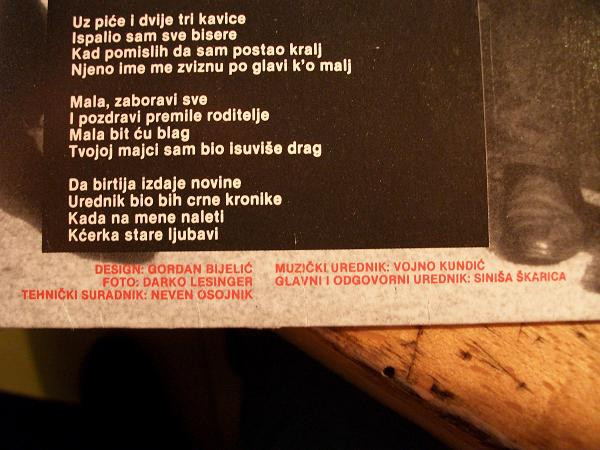 Uz piće i dvije tri kavice
Ispalio sam sve bisere
Kad pomislih da sam postao kralj
Njeno ime me zviznu po glavi k'o malj
Mala, zaboravi sve
I pozdravi premile roditelje
Mala bit ću blag
Tvojoj majci sam bio isuviše drag
Da birtija izdaje novine
Urednik bio bih crne kronike
Kada na mene naleti
Kćerka stare ljubavi
DESIGN: GORDAN BIJELIĆ
FOTO: DARKO LESINGER
TEHNIČKI SURADNIK: NEVEN OSOJNIK
MUZIČKI UREDNIK: VOJNO KUNDIĆ
GLAVNI I ODGOVORNI UREDNIK: SINIŠA ŠKARICA